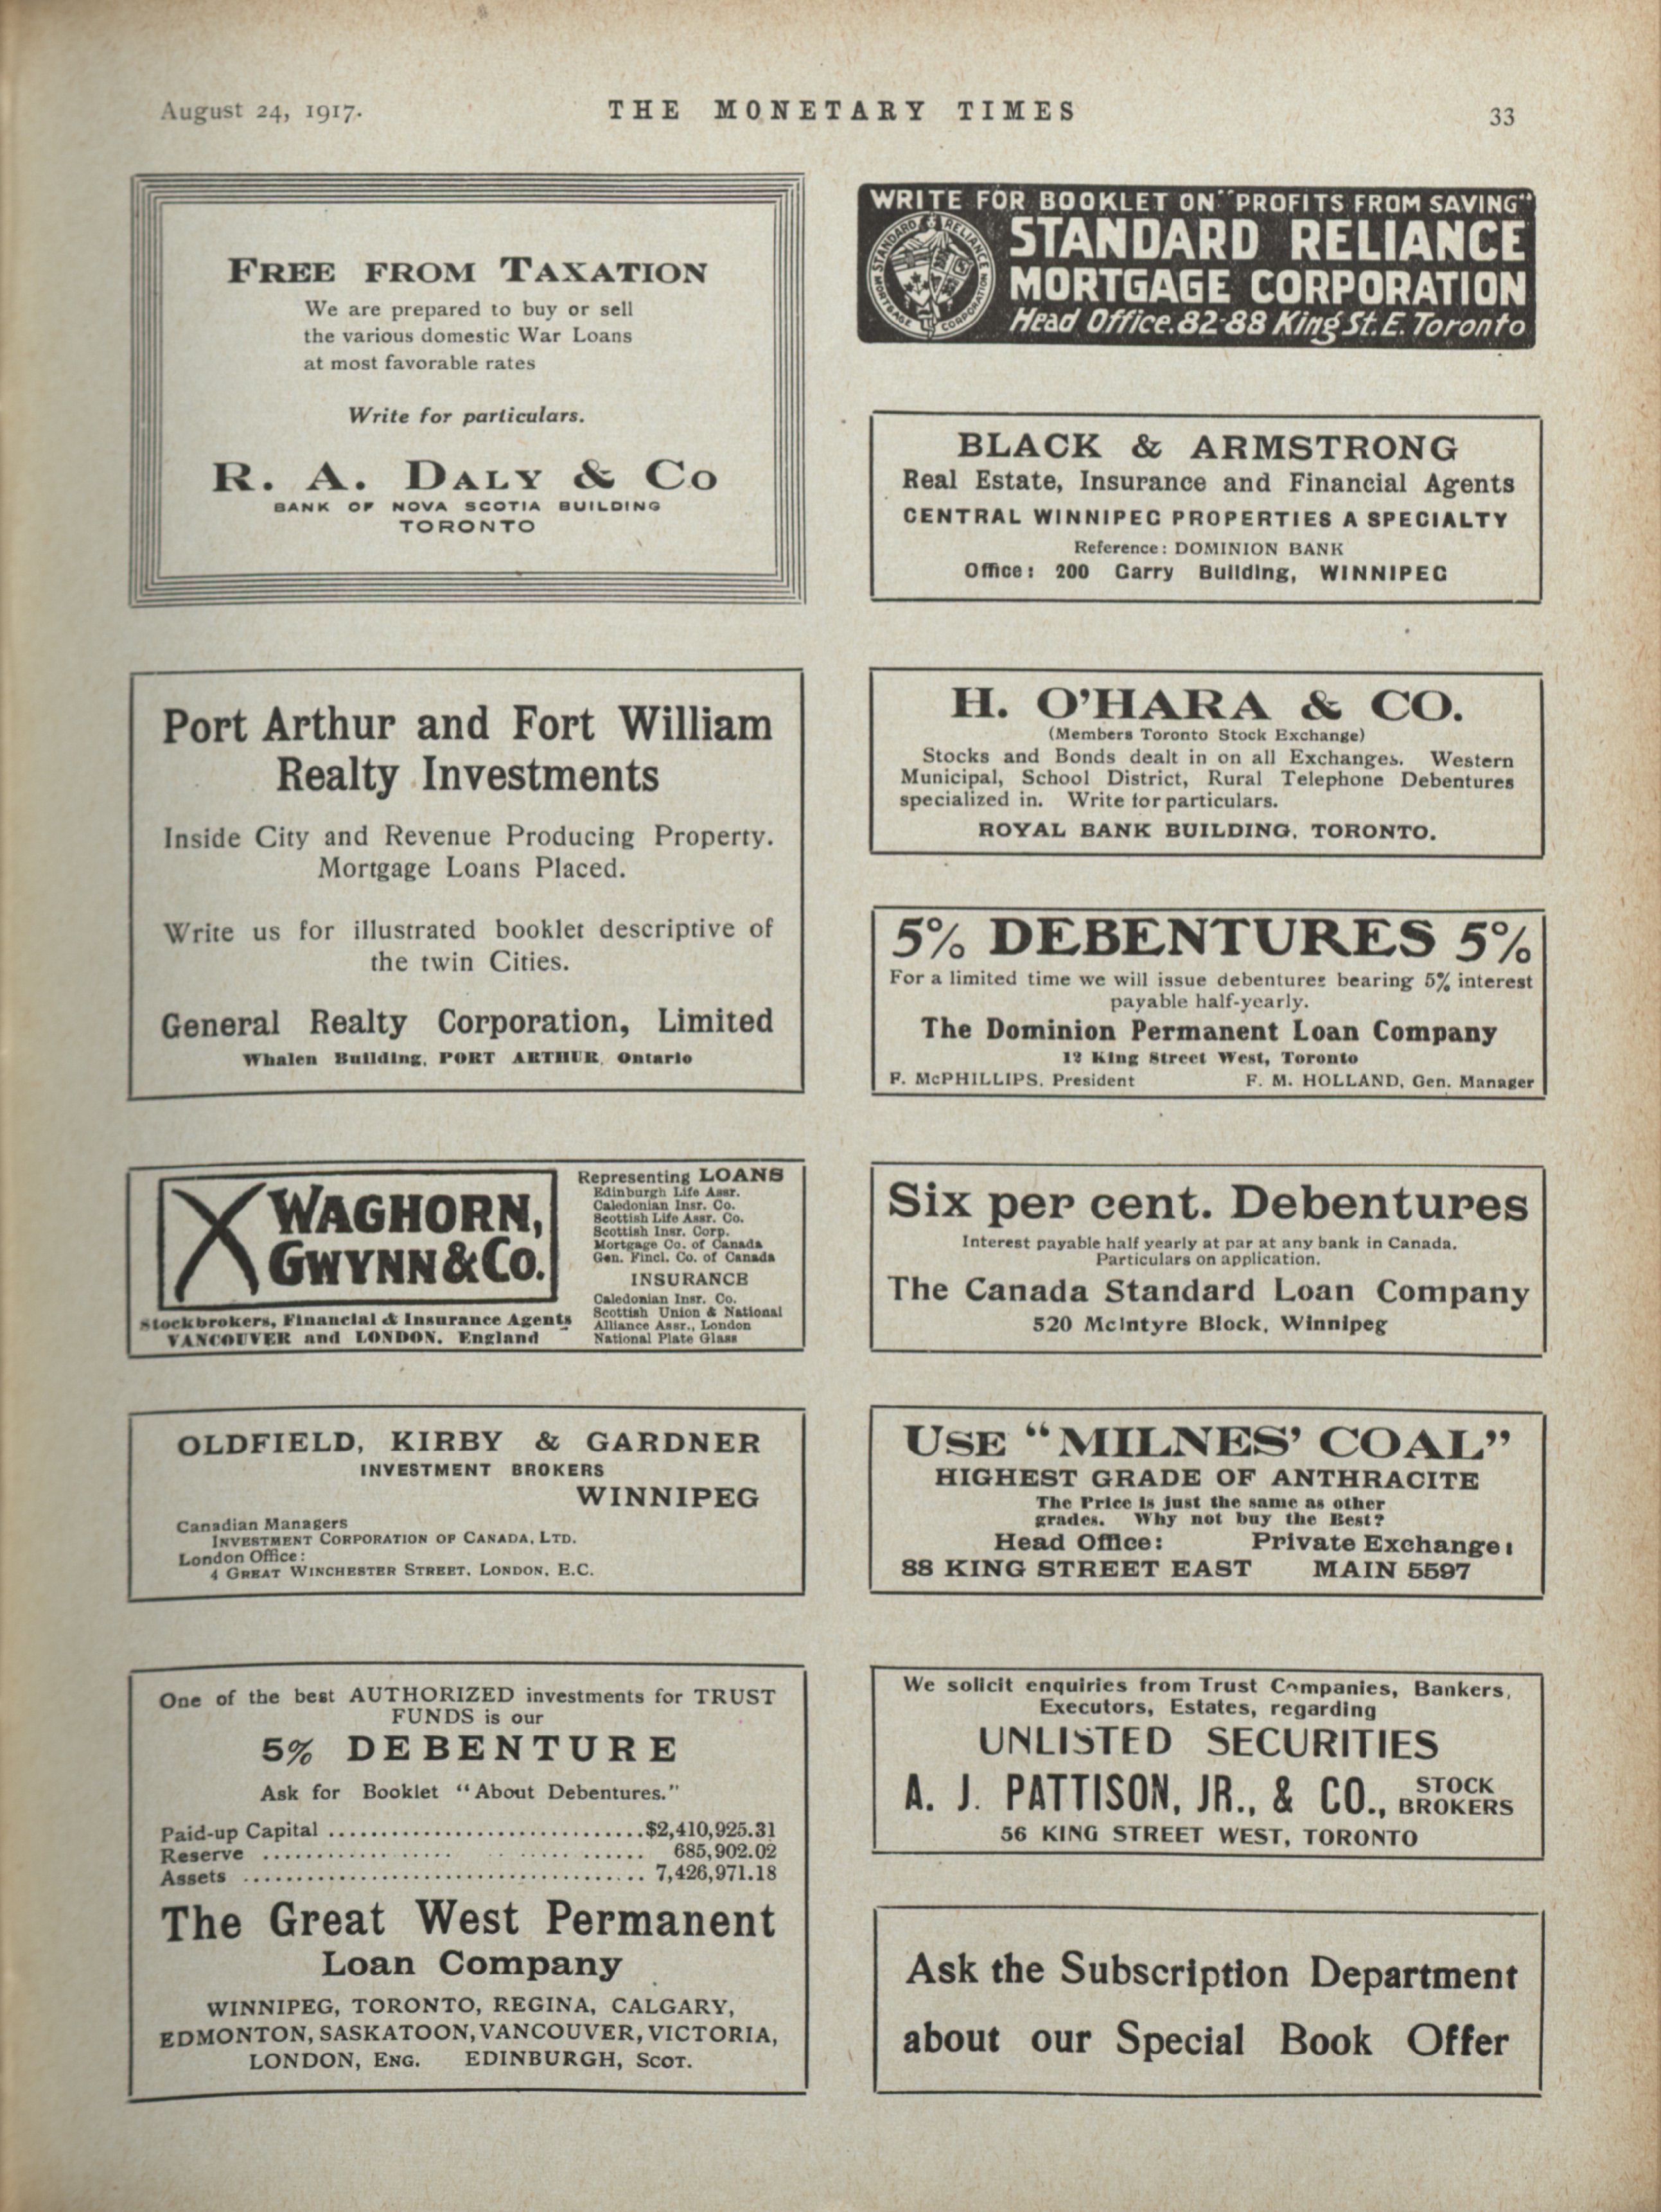 August 24, 1917.
THE MONETARY TIMES
33
FREE FROM TAXATION
We are prepared to buy or sell
the various domestic War Loans
at most favorable rates
Write for particulars.
R. A. DALY & CO
BANK OF NOVA SCOTIA BUILDING
TORONTO
Port Arthur and Fort William
Realty Investments
Inside City and Revenue Producing Property.
Mortgage Loans Placed.
Write us for illustrated booklet descriptive of
the twin Cities.
General Realty Corporation, Limited
Whalen Building, PORT ARTHUR, Ontario
WAGHORN,
GWYNN & CO.
Stockbrokers, Financial & Insurance Agents
VANCOUVER and LONDON, England
Representing LOANS
Edinburgh Life Assr.
Caledonian Insr. Co.
Scottish Life Assr. Co.
Scottish Insr. Corp.
Mortgage Co. of Canada
Gen. Fincl. Co. of Canada
INSURANCE
Caledonian Insr. Co.
Scottish Union & National
Alliance Assr., London
National Plate Glass
OLDFIELD, KIRBY & GARDNER
INVESTMENT BROKERS
WINNIPEG
Canadian Managers
INVESTMENT CORPORATION OF CANADA, LTD.
London Office:
4 GREAT WINCHESTER STREET, LONDON, E.C.
One of the best AUTHORIZED investments for TRUST
FUNDS is our
5% DEBENTURE
Ask for Booklet "About Debentures."
Paid-up Capital ............................... $2,410,925.31
Reserve ............................... 685,902.02
Assets ............................... 7,426,971.18
The Great West Permanent
Loan Company
WINNIPEG, TORONTO, REGINA, CALGARY,
EDMONTON, SASKATOON, VANCOUVER, VICTORIA,
LONDON, ENG. EDINBURGH, SCOT.
WRITE FOR BOOKLET ON "PROFITS FROM SAVING"
STANDARD RELIANCE
MORTGAGE CORPORATION
Head Office. 82-88 King St. E. Toronto
STANDARD RELIANCE MORTGAGE CORPORATION
BLACK & ARMSTRONG
Real Estate, Insurance and Financial Agents
CENTRAL WINNIPEG PROPERTIES A SPECIALTY
Reference: DOMINION BANK
Office: 200 Garry Building, WINNIPEG
H. O'HARA & CO.
(Members Toronto Stock Exchange)
Stocks and Bonds dealt in on all Exchanges. Western
Municipal, School District, Rural Telephone Debentures
specialized in. Write for particulars.
ROYAL BANK BUILDING, TORONTO.
5% DEBENTURES 5%
For a limited time we will issue debentures bearing 5% interest
payable half-yearly.
The Dominion Permanent Loan Company
12 King Street West, Toronto
F. McPHILLIPS, President F. M. HOLLAND, Gen. Manager
Six per cent. Debentures
Interest payable half yearly at par at any bank in Canada.
Particulars on application.
The Canada Standard Loan Company
520 McIntyre Block, Winnipeg
USE "MILNES' COAL"
HIGHEST GRADE OF ANTHRACITE
The Price is just the same as other
grades. Why not buy the Best?
Head Office: Private Exchange:
88 KING STREET EAST MAIN 5597
We solicit enquiries from Trust Companies, Bankers,
Executors, Estates, regarding
UNLISTED SECURITIES
A. J. PATTISON, JR., & CO., STOCK BROKERS
56 KING STREET WEST, TORONTO
Ask the Subscription Department
about our Special Book Offer